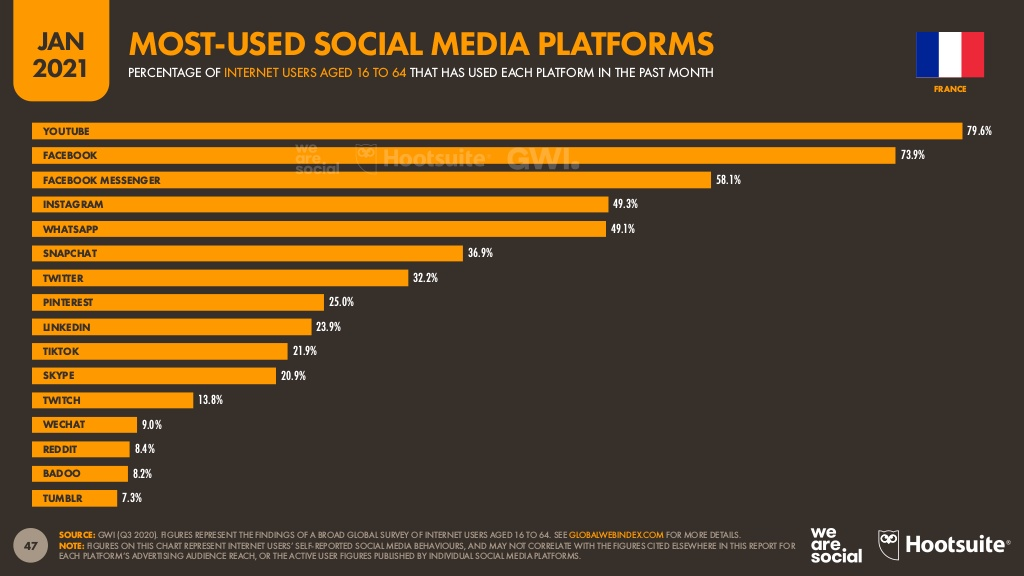 JAN
2021
MOST-USED SOCIAL MEDIA PLATFORMS
PERCENTAGE OF INTERNET USERS AGED 16 TO 64 THAT HAS USED EACH PLATFORM IN THE PAST MONTH
FRANCE
YOUTUBE 79.6%
FACEBOOK 73.9%
we are social Hootsuite® GWI.
FACEBOOK MESSENGER 58.1%
INSTAGRAM 49.3%
WHATSAPP 49.1%
SNAPCHAT 36.9%
TWITTER 32.2%
PINTEREST 25.0%
LINKEDIN 23.9%
TIKTOK 21.9%
SKYPE 20.9%
TWITCH 13.8%
WECHAT 9.0%
REDDIT 8.4%
BADOO 8.2%
TUMBLR 7.3%
47
SOURCE: GWI (Q3 2020). FIGURES REPRESENT THE FINDINGS OF A BROAD GLOBAL SURVEY OF INTERNET USERS AGED 16 TO 64. SEE GLOBALWEBINDEX.COM FOR MORE DETAILS.
NOTE: FIGURES ON THIS CHART REPRESENT INTERNET USERS' SELF-REPORTED SOCIAL MEDIA BEHAVIOURS, AND MAY NOT CORRELATE WITH THE FIGURES CITED ELSEWHERE IN THIS REPORT FOR
EACH PLATFORM'S ADVERTISING AUDIENCE REACH, OR THE ACTIVE USER FIGURES PUBLISHED BY INDIVIDUAL SOCIAL MEDIA PLATFORMS.
we
are
social
Hootsuite®